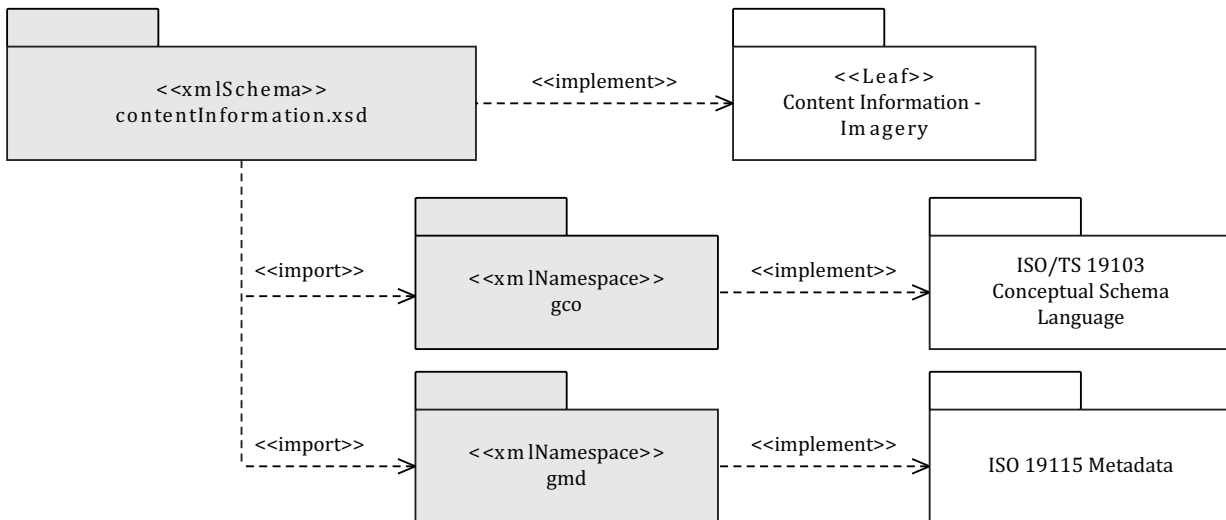 <<xmlSchema>>
contentInformation.xsd
<<implement>>
<<Leaf>>
Content Information -
Imagery
<<import>>
<<xmlNamespace>>
gco
<<implement>>
ISO/TS 19103
Conceptual Schema
Language
<<import>>
<<xmlNamespace>>
gmd
<<implement>>
ISO 19115 Metadata